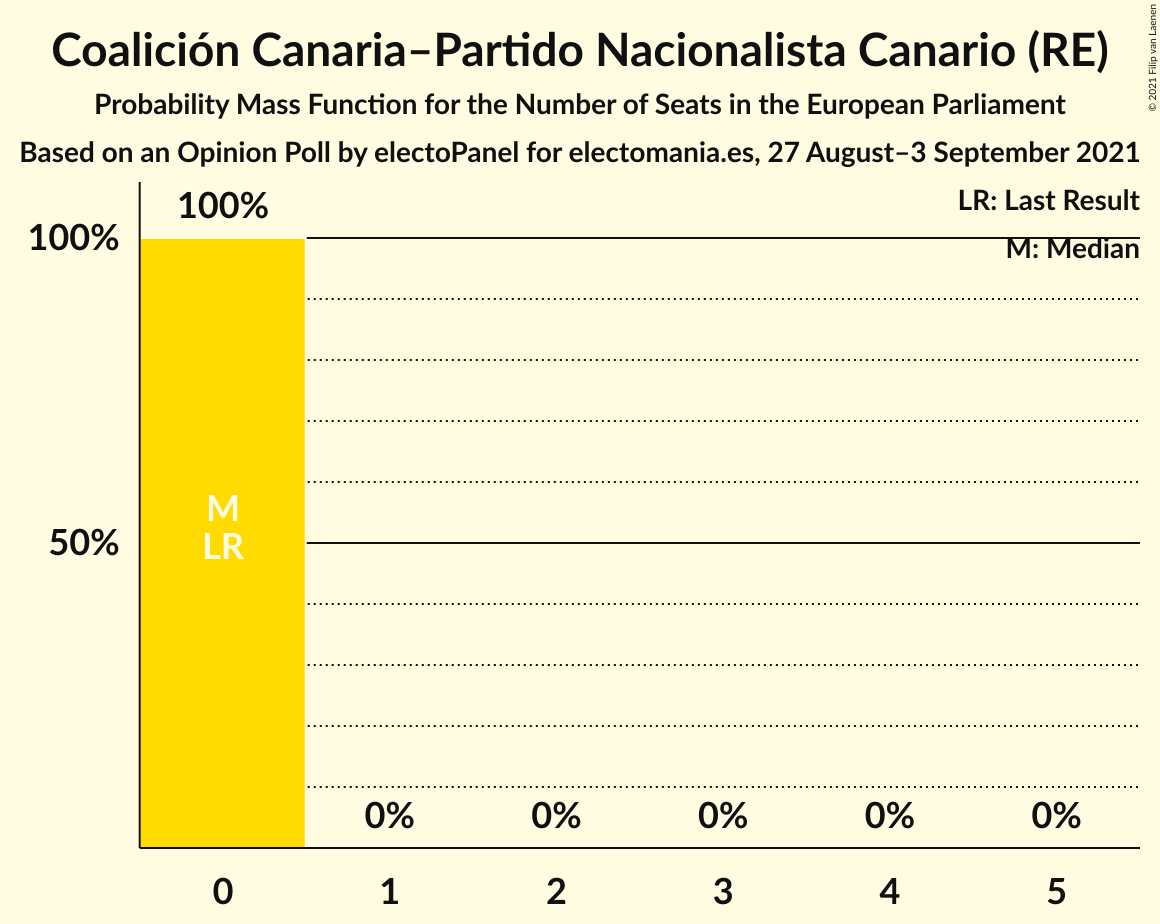 Coalición Canaria–Partido Nacionalista Canario (RE)
Probability Mass Function for the Number of Seats in the European Parliament
Based on an Opinion Poll by electoPanel for electomania.es, 27 August–3 September 2021
© 2021 Filip van Laenen
LR: Last Result
M: Median
100%
100%
50%
M
LR
0% 0% 0% 0% 0%
0 1 2 3 4 5